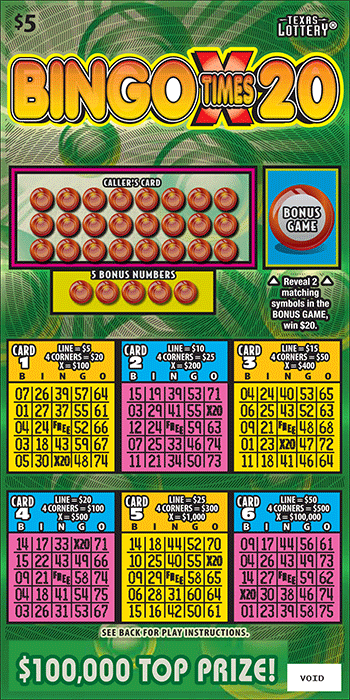 $5
TEXAS
LOTTERY®
BINGO X TIMES 20
CALLER'S CARD
5 BONUS NUMBERS
BONUS
GAME
▲ Reveal 2 ▲
matching
symbols in the
BONUS GAME,
win $20.
CARD 1
LINE = $5
4 CORNERS = $20
X = $100
B I N G O
07 26 39 57 64
01 27 37 55 61
04 24 FREE 52 66
03 18 43 59 67
05 30 X20 48 74
CARD 2
LINE = $10
4 CORNERS = $25
X = $200
B I N G O
15 19 39 53 71
03 29 41 55 X20
12 24 FREE 59 63
07 25 33 46 74
11 21 34 50 73
CARD 3
LINE = $15
4 CORNERS = $50
X = $400
B I N G O
04 24 40 53 65
06 25 43 52 63
09 21 FREE 48 68
01 23 X20 47 72
11 18 41 46 64
CARD 4
LINE = $20
4 CORNERS = $100
X = $500
B I N G O
14 17 33 X20 71
15 22 43 49 66
09 21 FREE 58 74
04 18 41 54 75
03 26 31 53 67
CARD 5
LINE = $25
4 CORNERS = $300
X = $1,000
B I N G O
14 18 44 52 70
10 25 40 55 X20
09 29 FREE 58 65
06 28 31 60 64
15 16 42 50 61
CARD 6
LINE = $50
4 CORNERS = $500
X = $100,000
B I N G O
09 17 44 56 61
04 26 43 49 73
14 27 FREE 59 62
X20 30 38 46 74
01 23 39 58 75
SEE BACK FOR PLAY INSTRUCTIONS.
$100,000 TOP PRIZE!
VOID